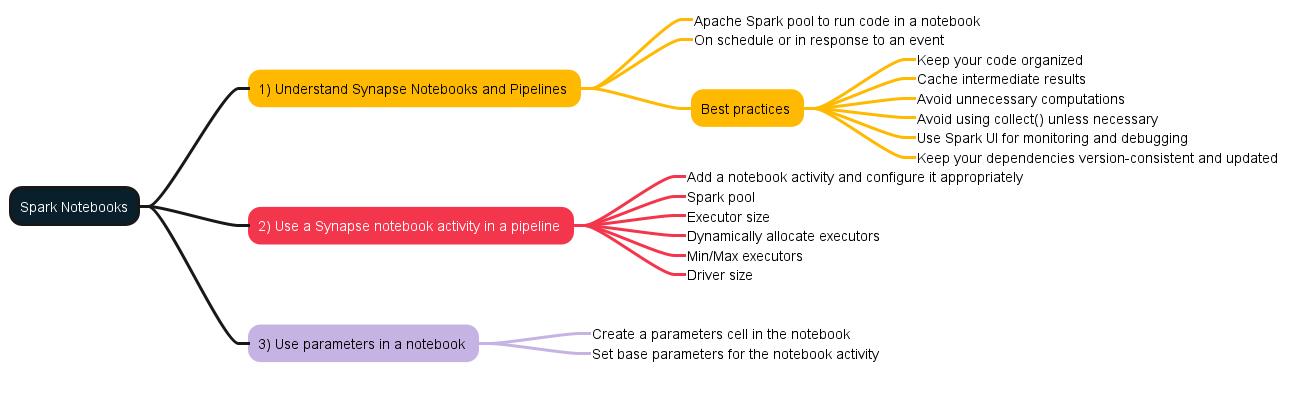 Spark Notebooks
1) Understand Synapse Notebooks and Pipelines
Apache Spark pool to run code in a notebook
On schedule or in response to an event
Best practices
Keep your code organized
Cache intermediate results
Avoid unnecessary computations
Avoid using collect() unless necessary
Use Spark UI for monitoring and debugging
Keep your dependencies version-consistent and updated
2) Use a Synapse notebook activity in a pipeline
Add a notebook activity and configure it appropriately
Spark pool
Executor size
Dynamically allocate executors
Min/Max executors
Driver size
3) Use parameters in a notebook
Create a parameters cell in the notebook
Set base parameters for the notebook activity